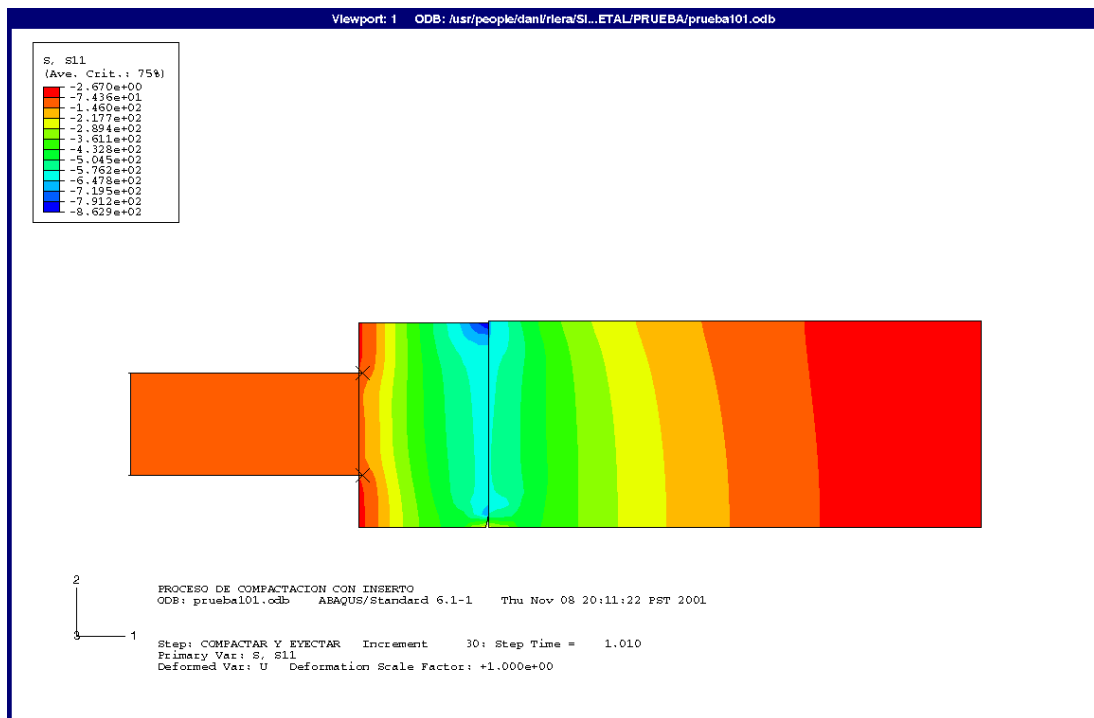 Viewport: 1 ODB: /usr/people/danl/rlera/SI...ETAL/PRUEBA/prueba101.odb
S, S11
(Ave. Crit.: 75%)
-2.670e+00
-7.436e+01
-1.460e+02
-2.177e+02
-2.894e+02
-3.611e+02
-4.328e+02
-5.045e+02
-5.762e+02
-6.478e+02
-7.195e+02
-7.912e+02
-8.629e+02
2
3 1
PROCESO DE COMPACTACION CON INSERTO
ODB: prueba101.odb ABAQUS/Standard 6.1-1 Thu Nov 08 20:11:22 PST 2001
Step: COMPACTAR Y EYECTAR Increment 30: Step Time = 1.010
Primary Var: S, S11
Deformed Var: U Deformation Scale Factor: +1.000e+00